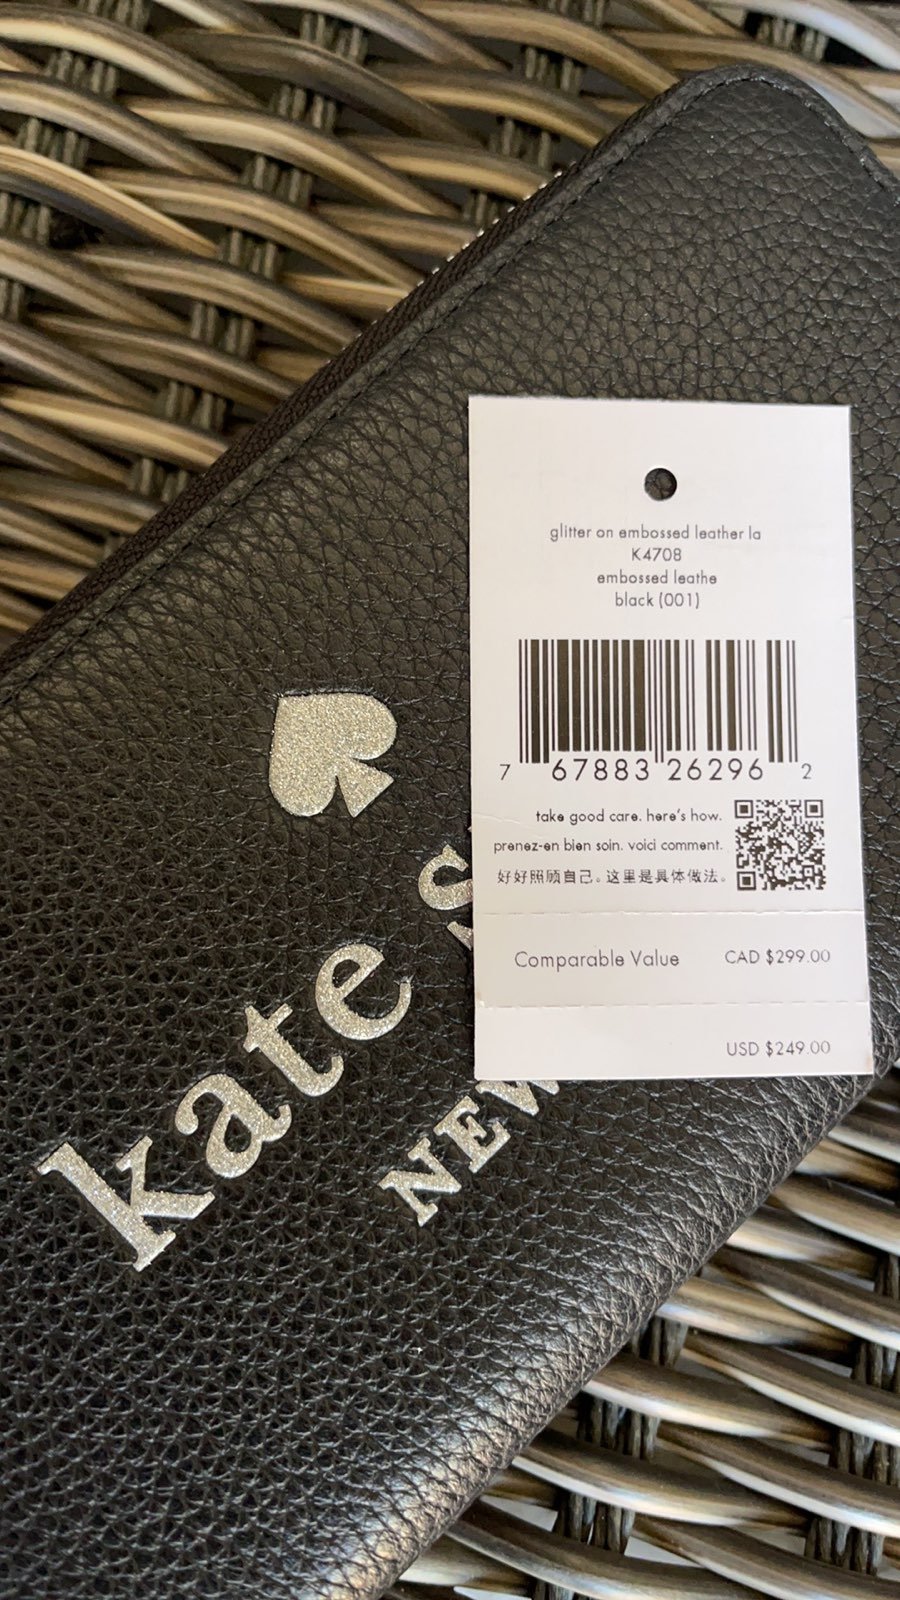 glitter on embossed leather la
K4708
embossed leathe
black (001)
7 67883 26296 2
take good care. here's how.
prenez-en bien soin. voici comment.
好好照顾自己。这里是具体做法。
Comparable Value CAD $299.00
USD $249.00
kate s
NEW